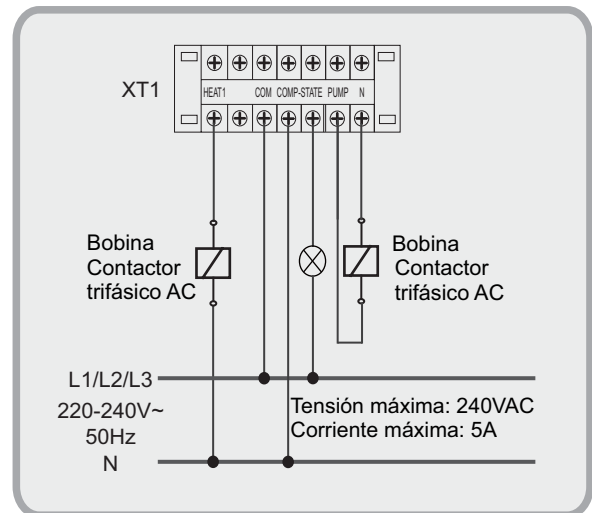 XT1
HEAT1 COM COMP-STATE PUMP N
Bobina
Contactor
trifásico AC
Bobina
Contactor
trifásico AC
L1/L2/L3
220-240V~
50Hz
N
Tensión máxima: 240VAC
Corriente máxima: 5A